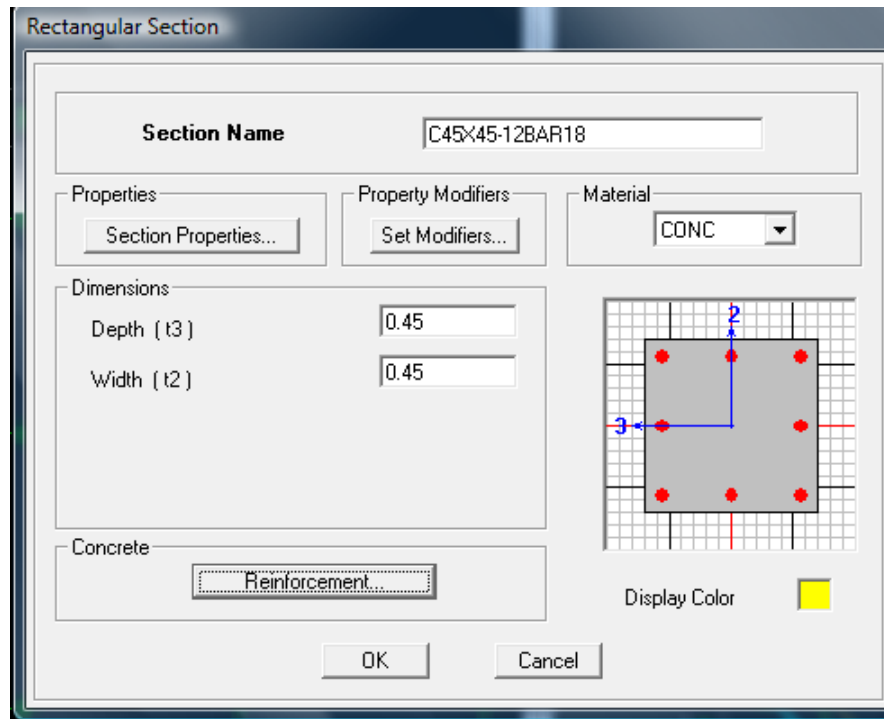 Rectangular Section
Section Name C45X45-12BAR18
Properties Property Modifiers Material
Section Properties... Set Modifiers... CONC
Dimensions
Depth ( t3 ) 0.45
Width ( t2 ) 0.45
2
3
Concrete
Reinforcement...
Display Color
OK Cancel